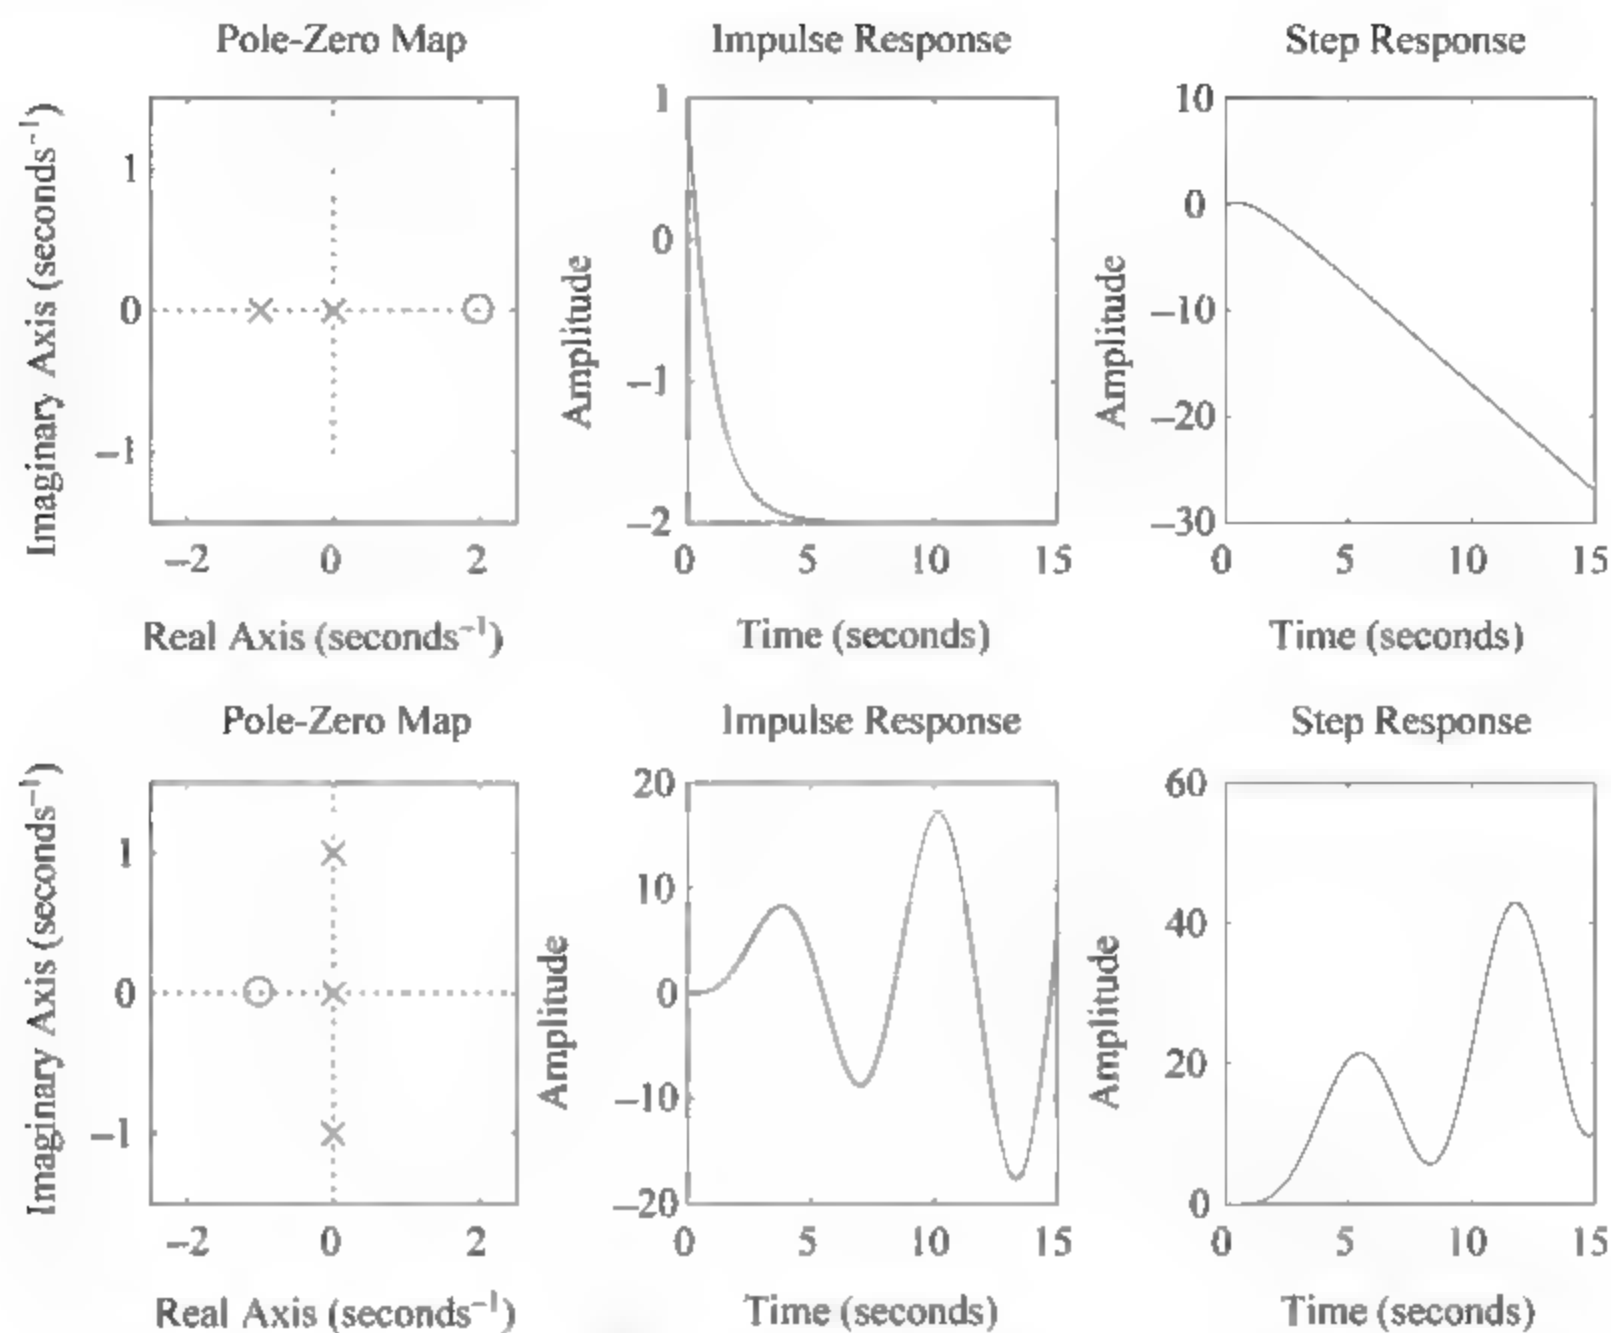 Pole-Zero Map
Imaginary Axis (seconds⁻¹)
1
0
−1
−2
0
2
Real Axis (seconds⁻¹)
Impulse Response
Amplitude
1
0
−1
−2
0
5
10
15
Time (seconds)
Step Response
Amplitude
10
0
−10
−20
−30
0
5
10
15
Time (seconds)
Pole-Zero Map
Imaginary Axis (seconds⁻¹)
1
0
−1
−2
0
2
Real Axis (seconds⁻¹)
Impulse Response
Amplitude
20
10
0
−10
−20
0
5
10
15
Time (seconds)
Step Response
Amplitude
60
40
20
0
0
5
10
15
Time (seconds)